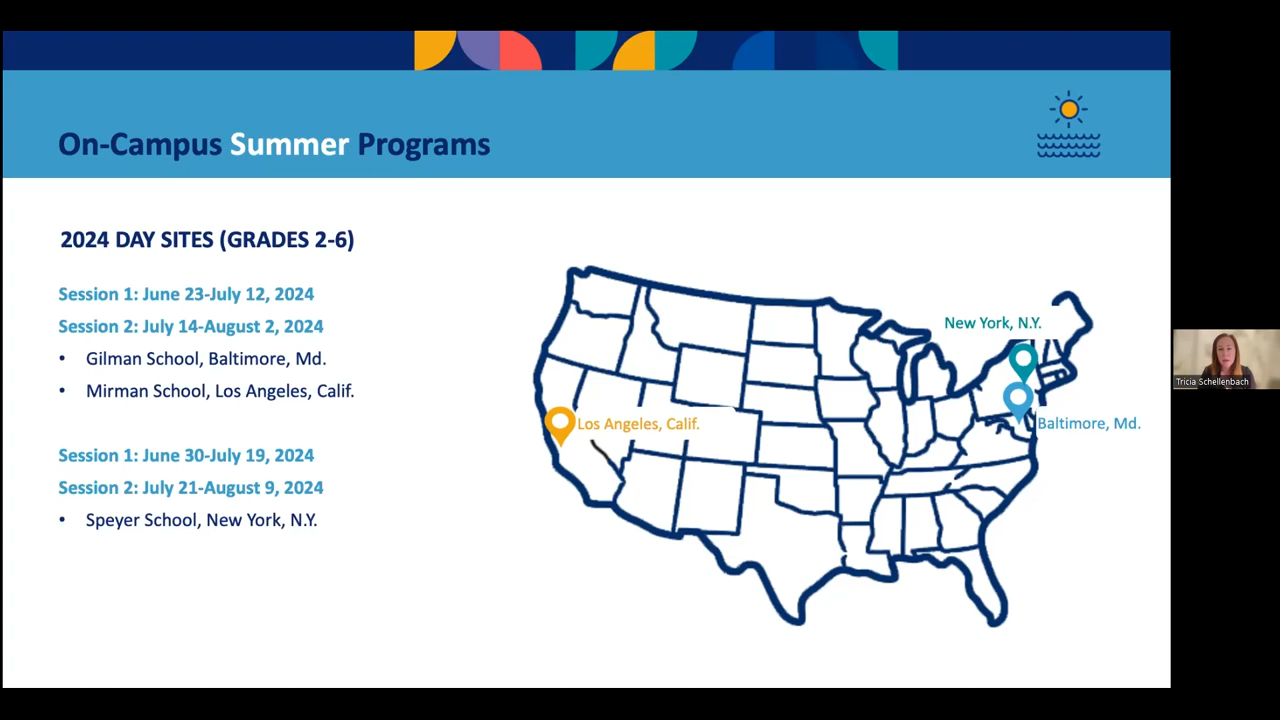 On-Campus Summer Programs
2024 DAY SITES (GRADES 2-6)
Session 1: June 23-July 12, 2024
Session 2: July 14-August 2, 2024
• Gilman School, Baltimore, Md.
• Mirman School, Los Angeles, Calif.
Session 1: June 30-July 19, 2024
Session 2: July 21-August 9, 2024
• Speyer School, New York, N.Y.
New York, N.Y.
Los Angeles, Calif.
Baltimore, Md.
Tricia Schellenbach